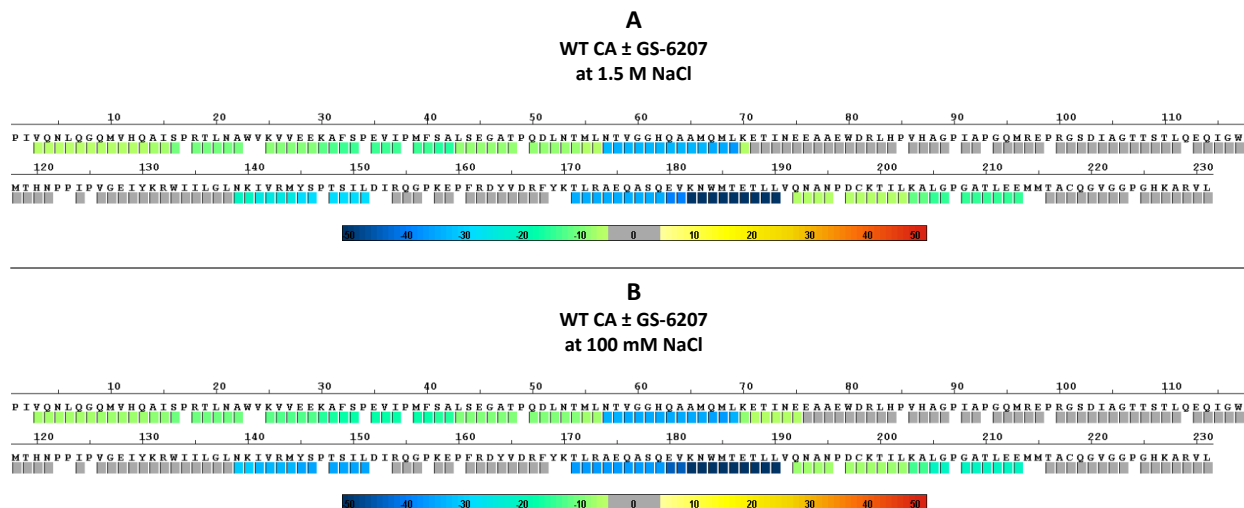 A
WT CA ± GS-6207
at 1.5 M NaCl
10 20 30 40 50 60 70 80 90 100 110
PIVQNLQGQMVHQAISPRTLNAWVKVVEEKAFSPEVIPMFSALSEGATPQDLNTMLNTVGGHQAAMQMLKETINEEAAEWDRLHPVHAGPIAPGQMREPRGSDIAGTTSTLQEQIGW
120 130 140 150 160 170 180 190 200 210 220 230
MTHNPPIPVGEIYKRWIILGLNKIVRMYSPTSILDIRQGPKEPFRDYVDRFYKTLRAEQASQEVKNWMTETLLVQNANPDCKTILKALGPGATLEEMMTACQGVGGPGHKARVL
50 -40 -30 -20 -10 0 10 20 30 40 50
B
WT CA ± GS-6207
at 100 mM NaCl
10 20 30 40 50 60 70 80 90 100 110
PIVQNLQGQMVHQAISPRTLNAWVKVVEEKAFSPEVIPMFSALSEGATPQDLNTMLNTVGGHQAAMQMLKETINEEAAEWDRLHPVHAGPIAPGQMREPRGSDIAGTTSTLQEQIGW
120 130 140 150 160 170 180 190 200 210 220 230
MTHNPPIPVGEIYKRWIILGLNKIVRMYSPTSILDIRQGPKEPFRDYVDRFYKTLRAEQASQEVKNWMTETLLVQNANPDCKTILKALGPGATLEEMMTACQGVGGPGHKARVL
50 -40 -30 -20 -10 0 10 20 30 40 50